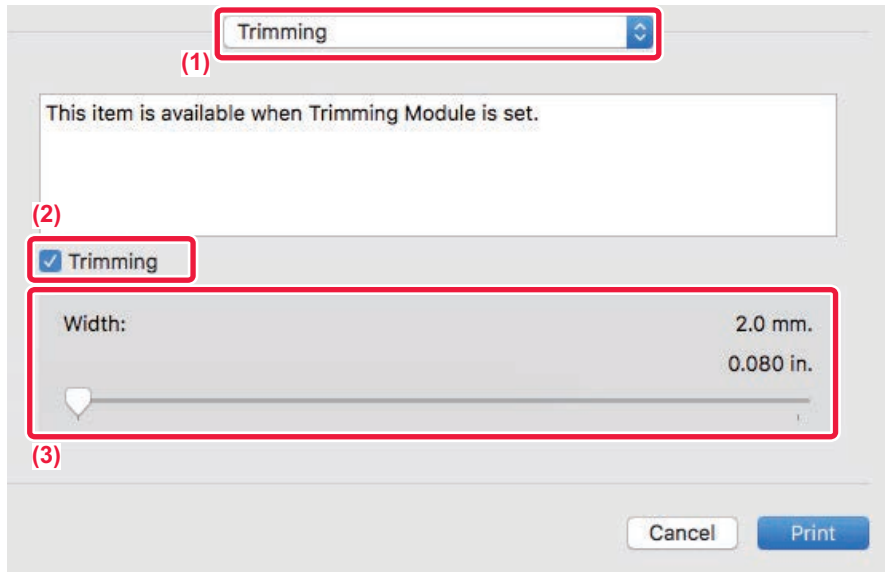 Trimming
(1)
This item is available when Trimming Module is set.
(2)
Trimming
Width:
2.0 mm.
0.080 in.
(3)
Cancel
Print